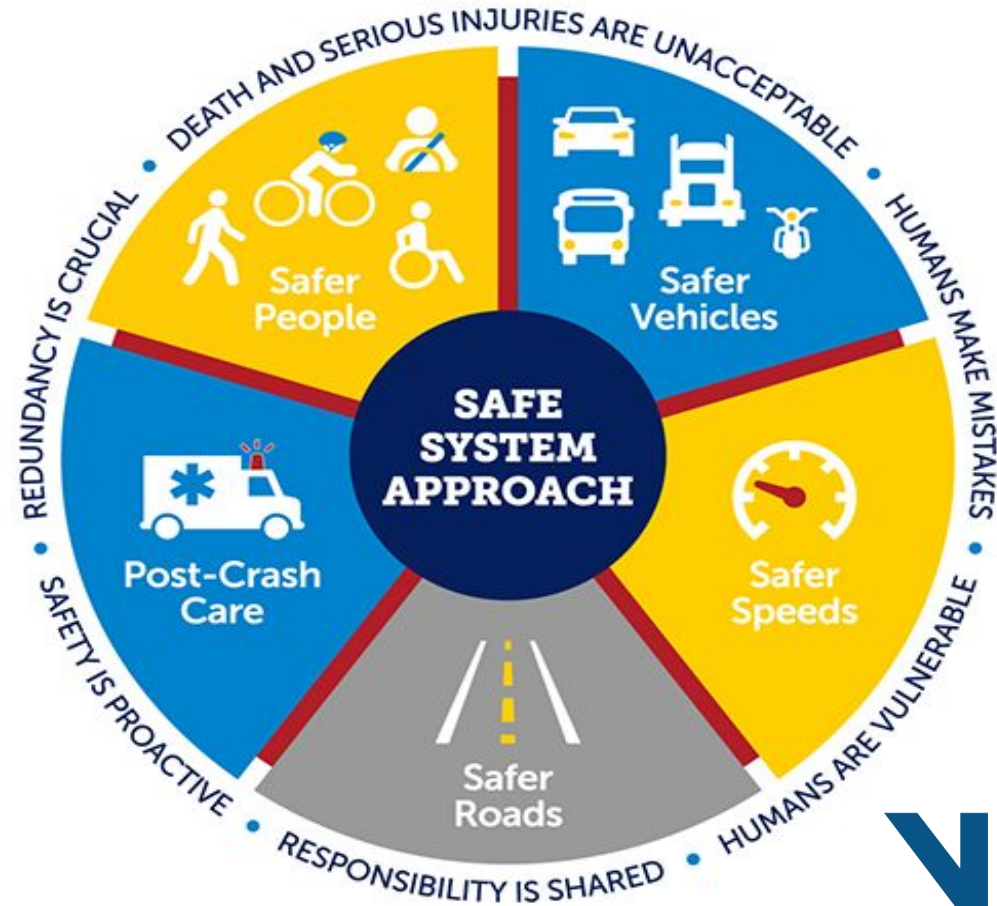 DEATH AND SERIOUS INJURIES ARE UNACCEPTABLE
HUMANS MAKE MISTAKES
HUMANS ARE VULNERABLE
RESPONSIBILITY IS SHARED
SAFETY IS PROACTIVE
REDUNDANCY IS CRUCIAL
Safer
People
Safer
Vehicles
SAFE
SYSTEM
APPROACH
Post-Crash
Care
Safer
Speeds
Safer
Roads